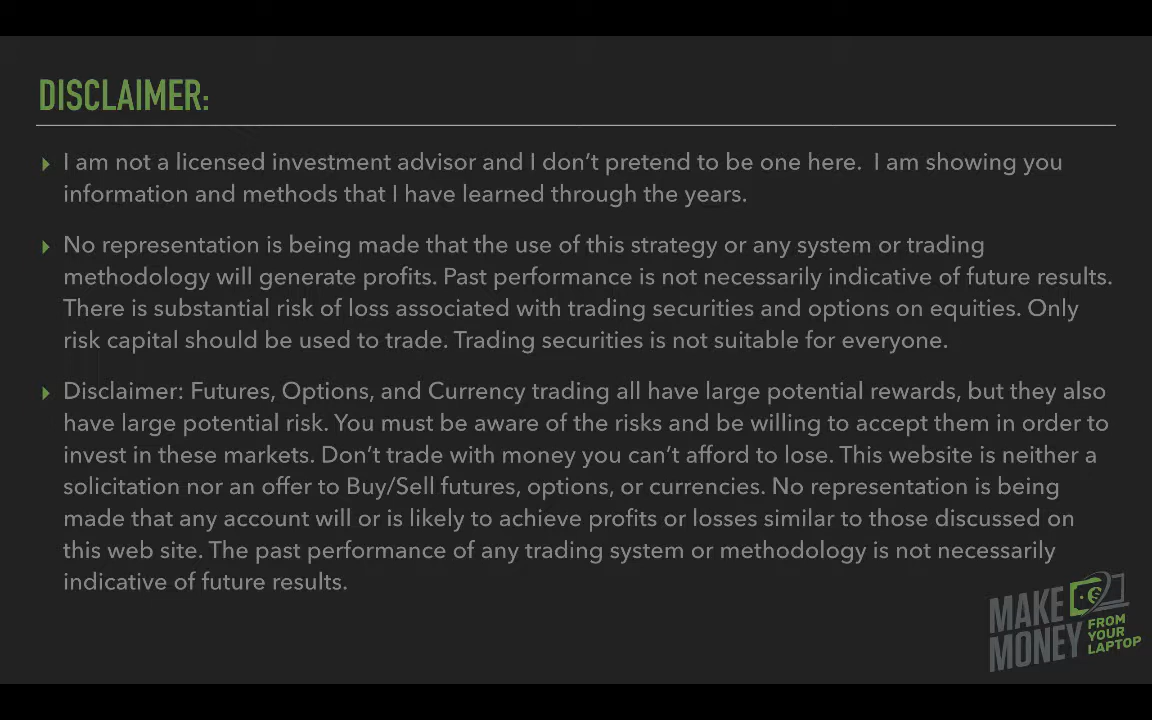 DISCLAIMER:
I am not a licensed investment advisor and I don't pretend to be one here.  I am showing you
information and methods that I have learned through the years.
No representation is being made that the use of this strategy or any system or trading
methodology will generate profits. Past performance is not necessarily indicative of future results.
There is substantial risk of loss associated with trading securities and options on equities. Only
risk capital should be used to trade. Trading securities is not suitable for everyone.
Disclaimer: Futures, Options, and Currency trading all have large potential rewards, but they also
have large potential risk. You must be aware of the risks and be willing to accept them in order to
invest in these markets. Don't trade with money you can't afford to lose. This website is neither a
solicitation nor an offer to Buy/Sell futures, options, or currencies. No representation is being
made that any account will or is likely to achieve profits or losses similar to those discussed on
this web site. The past performance of any trading system or methodology is not necessarily
indicative of future results.
MAKE
MONEY
FROM
YOUR
LAPTOP